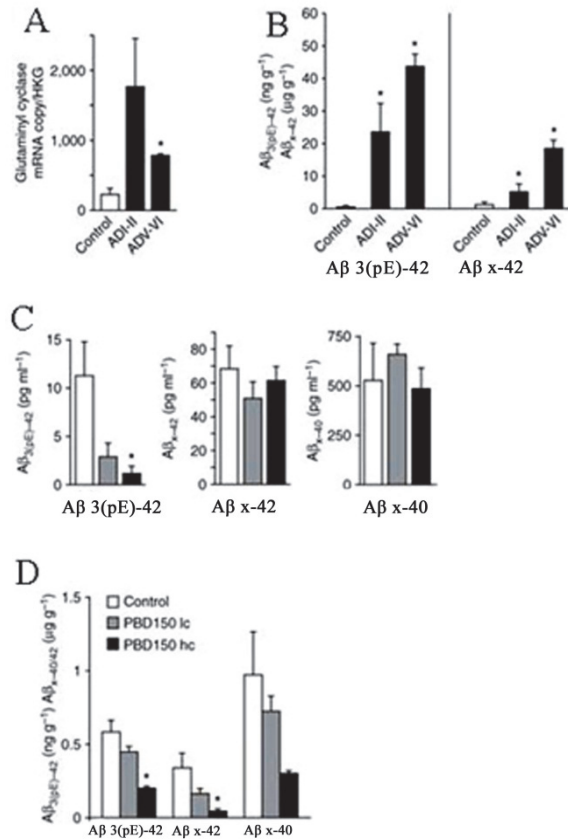 A
Glutaminyl cyclase
mRNA copy/HKG
2,000
1,000
0
Control
ADI-II
ADV-VI
B
Aβ3(pE)–42 (ng g−1)
Aβx–42 (μg g−1)
60
50
40
30
20
10
0
Control
ADI-II
ADV-VI
Control
ADI-II
ADV-VI
Aβ 3(pE)-42
Aβ x-42
C
Aβ3(pE)–42 (pg ml−1)
15
10
5
0
Aβ 3(pE)-42
Aβx–42 (pg ml−1)
80
60
40
20
0
Aβ x-42
Aβx–40 (pg ml−1)
750
500
250
0
Aβ x-40
D
Aβ3(pE)–42 (ng g−1) Aβx–40/42 (μg g−1)
1.5
1
0.5
0
Control
PBD150 lc
PBD150 hc
Aβ 3(pE)-42
Aβ x-42
Aβ x-40